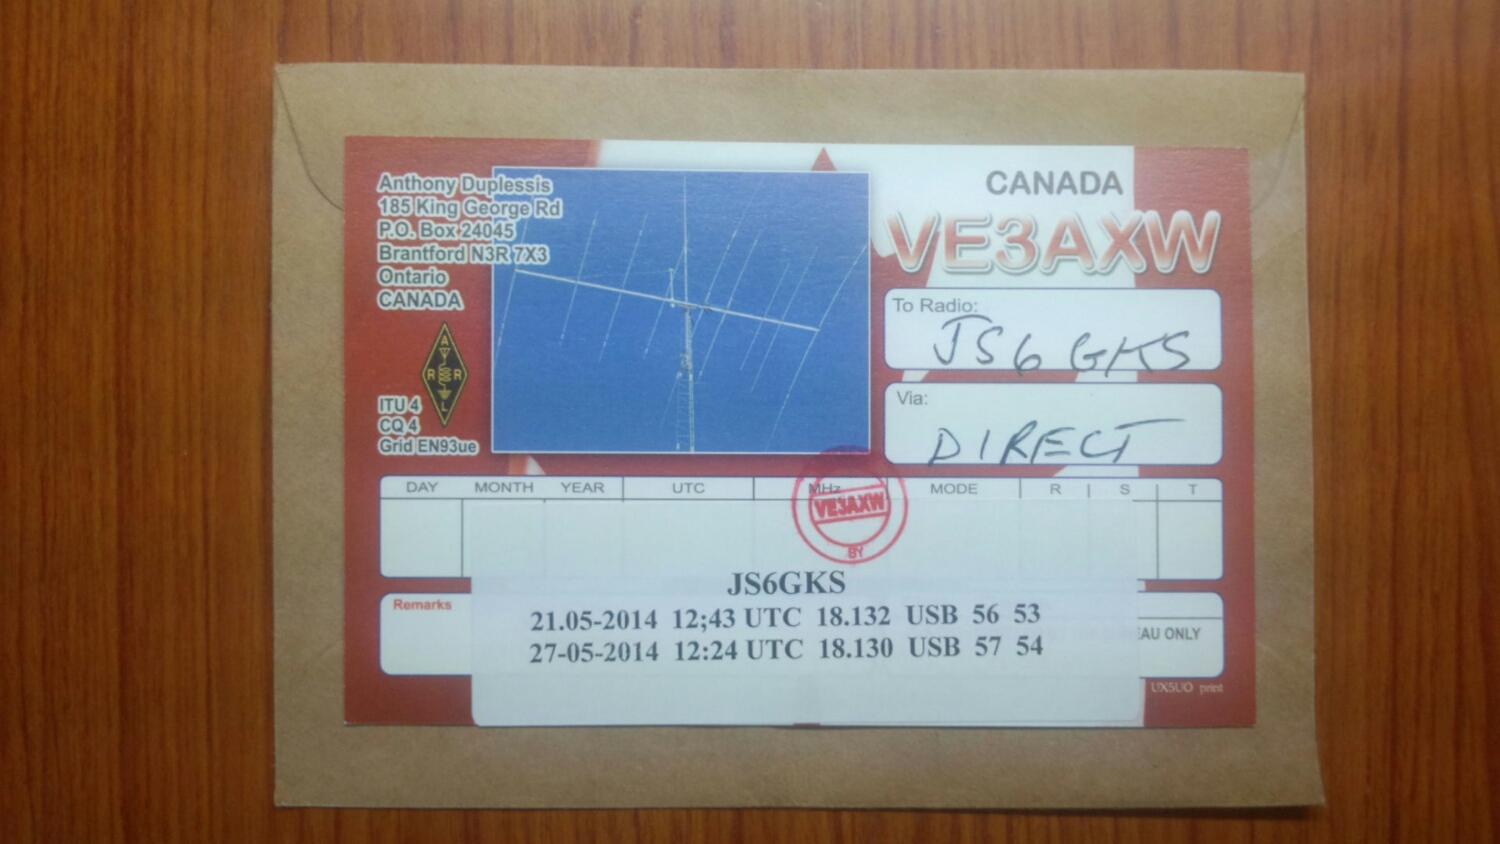 Anthony Duplessis
185 King George Rd
P.O. Box 24045
Brantford N3R 7X3
Ontario
CANADA
A
R R
L
ITU 4
CQ 4
Grid EN93ue
CANADA
VE3AXW
To Radio:
JS6GKS
Via:
DIRECT
DAY MONTH YEAR UTC MHz MODE R S T
VE3AXW
BY
Remarks
JS6GKS
21.05-2014 12;43 UTC 18.132 USB 56 53
27-05-2014 12:24 UTC 18.130 USB 57 54
EAU ONLY
UX5UO print